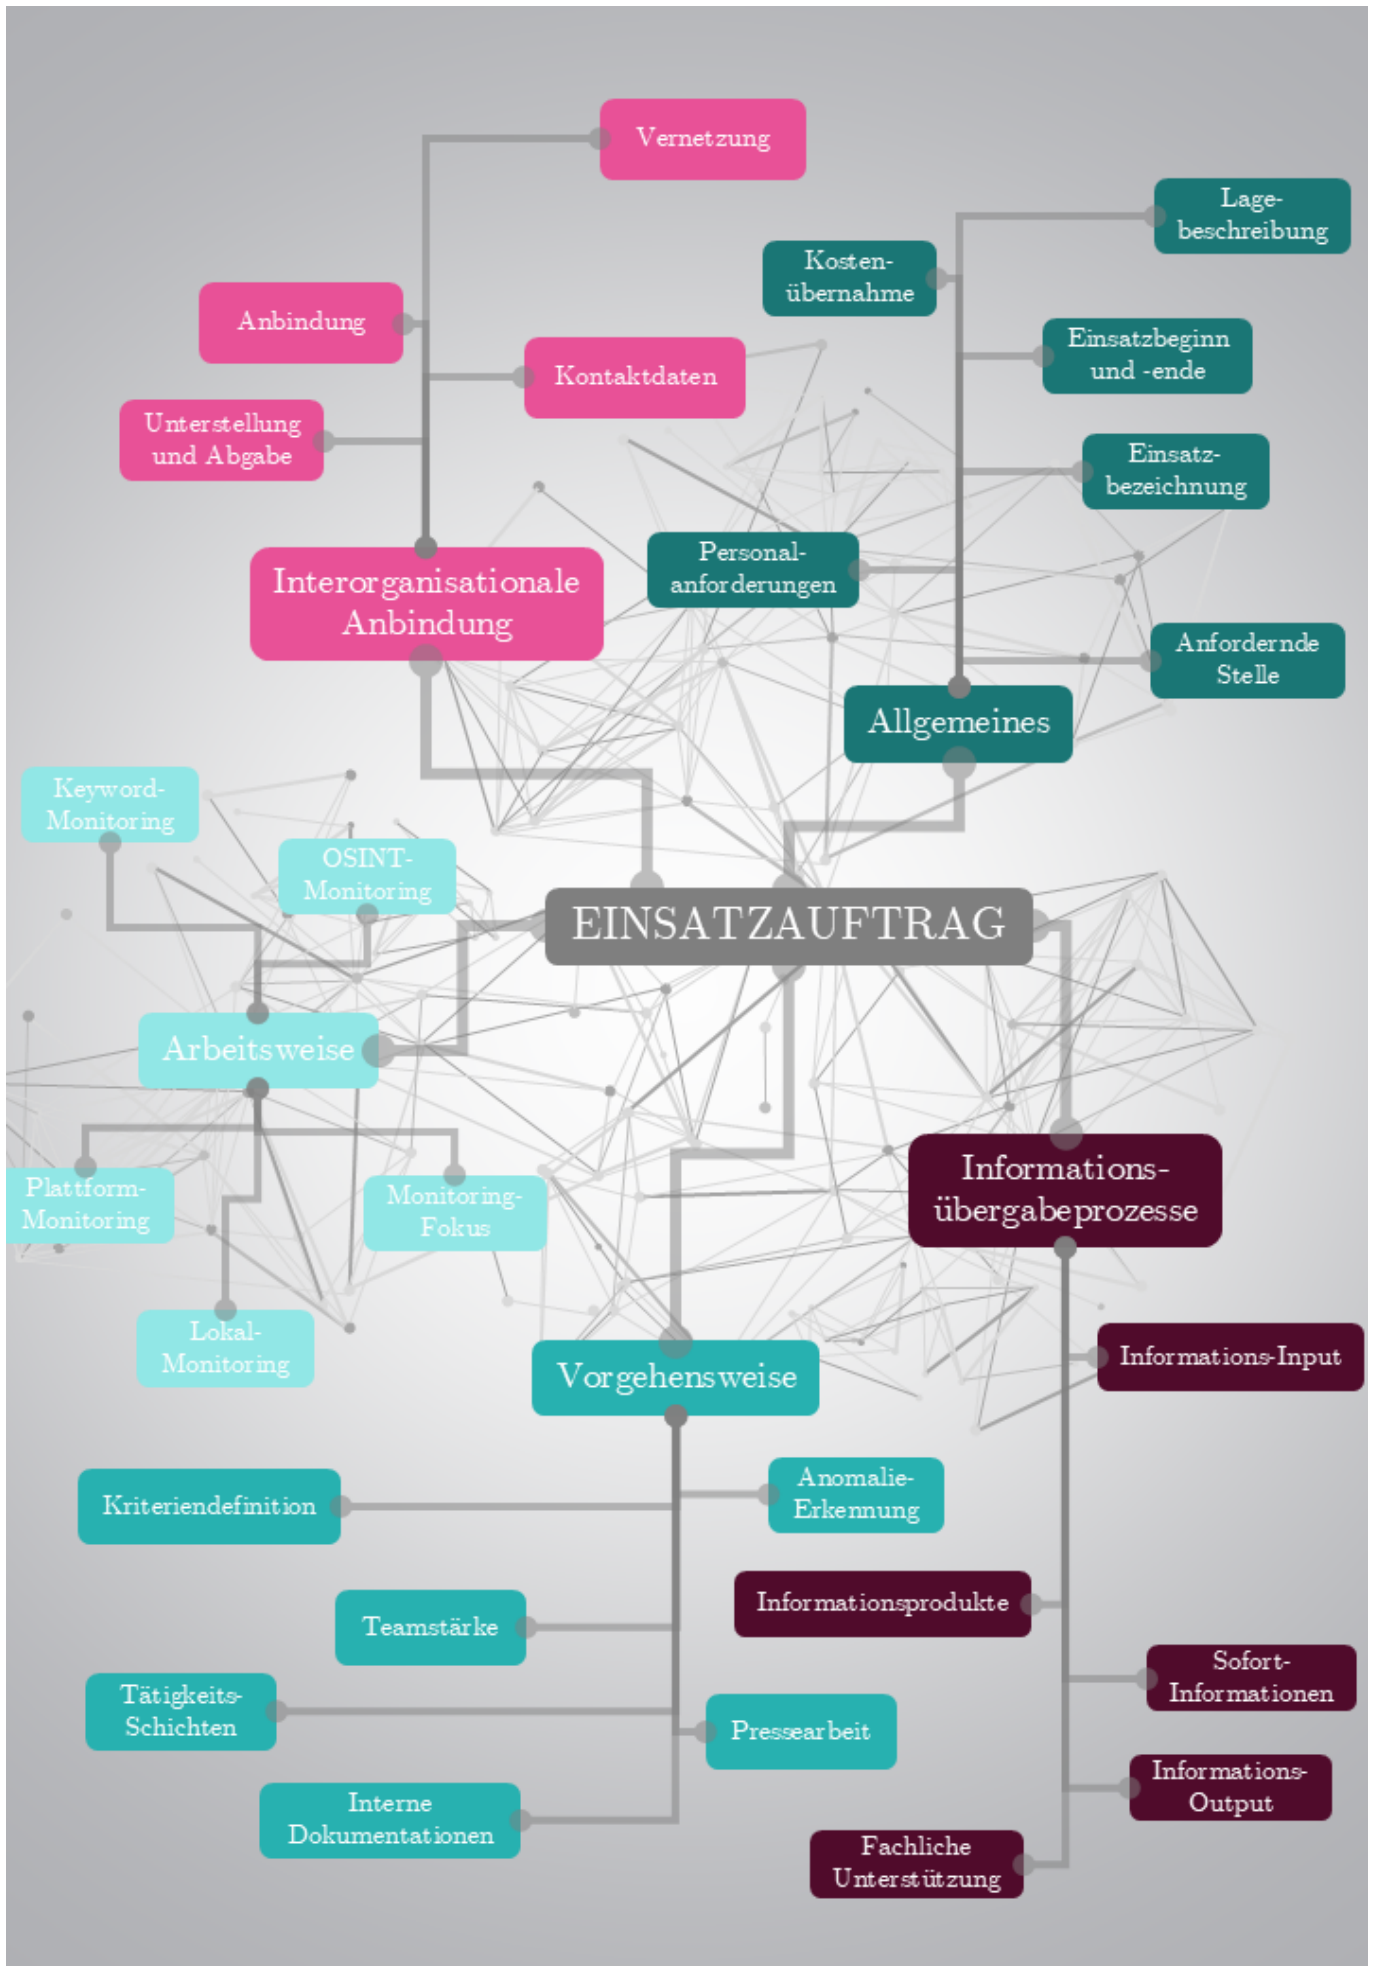 Vernetzung
Anbindung
Kontaktdaten
Unterstellung
und Abgabe
Interorganisationale
Anbindung
Lage-
beschreibung
Kosten-
übernahme
Einsatzbeginn
und -ende
Einsatz-
bezeichnung
Personal-
anforderungen
Anfordernde
Stelle
Allgemeines
Keyword-
Monitoring
OSINT-
Monitoring
EINSATZAUFTRAG
Arbeitsweise
Plattform-
Monitoring
Monitoring-
Fokus
Lokal-
Monitoring
Informations-
übergabeprozesse
Vorgehensweise
Informations-Input
Kriteriendefinition
Anomalie-
Erkennung
Informationsprodukte
Teamstärke
Sofort-
Informationen
Tätigkeits-
Schichten
Pressearbeit
Informations-
Output
Interne
Dokumentationen
Fachliche
Unterstützung